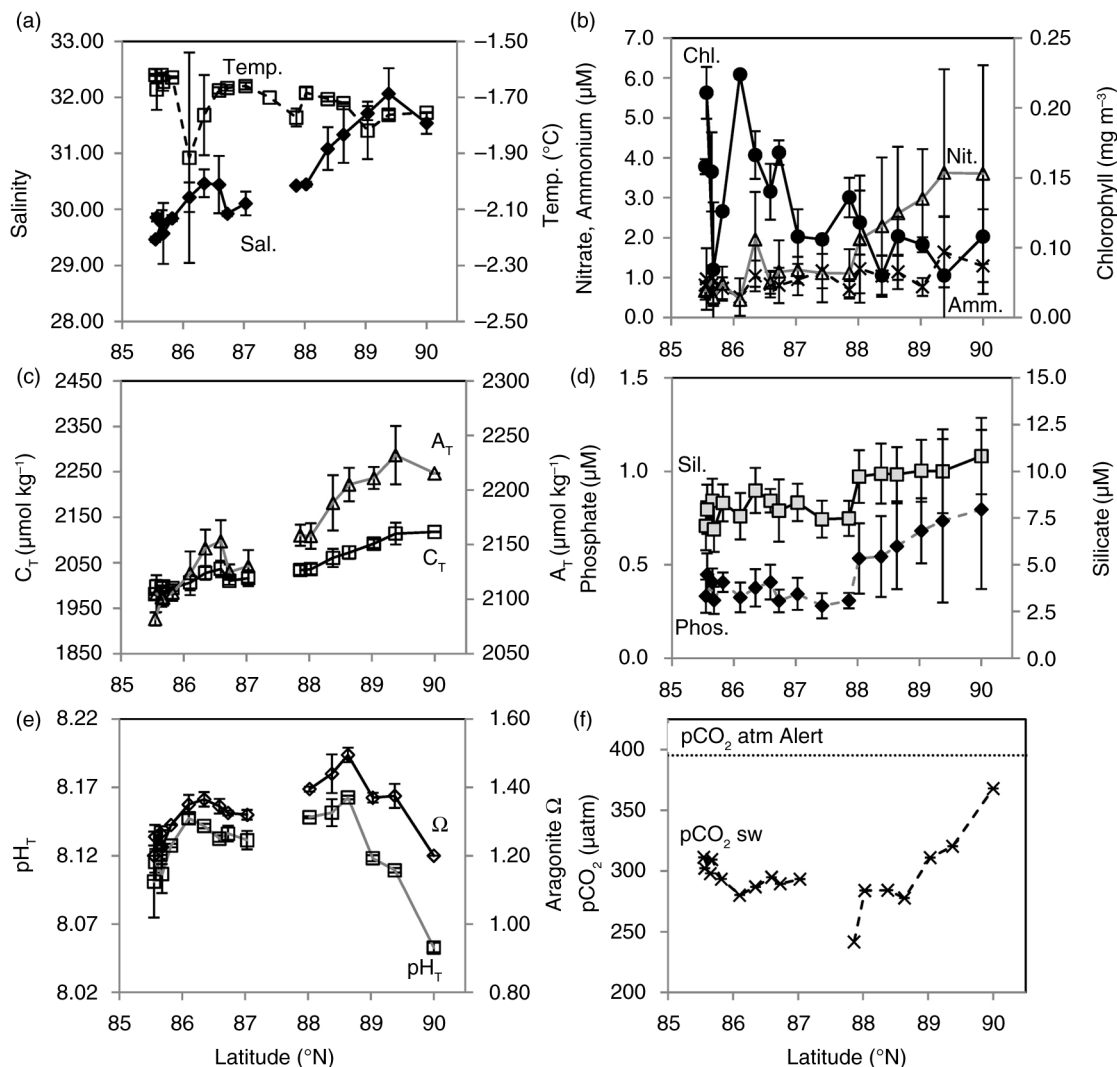 (a)
33.00
32.00
31.00
30.00
29.00
28.00
Salinity
Temp.
Sal.
–1.50
–1.70
–1.90
–2.10
–2.30
–2.50
Temp. (°C)
85 86 87 88 89 90
(b)
7.0
6.0
5.0
4.0
3.0
2.0
1.0
0.0
Nitrate, Ammonium (µM)
Chl.
Nit.
Amm.
0.25
0.20
0.15
0.10
0.05
0.00
Chlorophyll (mg m⁻³)
85 86 87 88 89 90
(c)
2450
2350
2250
2150
2050
1950
1850
C_T (µmol kg⁻¹)
A_T
C_T
2300
2250
2200
2150
2100
2050
A_T (µmol kg⁻¹)
85 86 87 88 89 90
(d)
1.5
1.0
0.5
0.0
Phosphate (µM)
Sil.
Phos.
15.0
12.5
10.0
7.5
5.0
2.5
0.0
Silicate (µM)
85 86 87 88 89 90
(e)
8.22
8.17
8.12
8.07
8.02
pH_T
Ω
pH_T
1.60
1.40
1.20
1.00
0.80
Aragonite Ω
85 86 87 88 89 90
Latitude (°N)
(f)
400
350
300
250
200
pCO₂ (µatm)
pCO₂ atm Alert
pCO₂ sw
85 86 87 88 89 90
Latitude (°N)